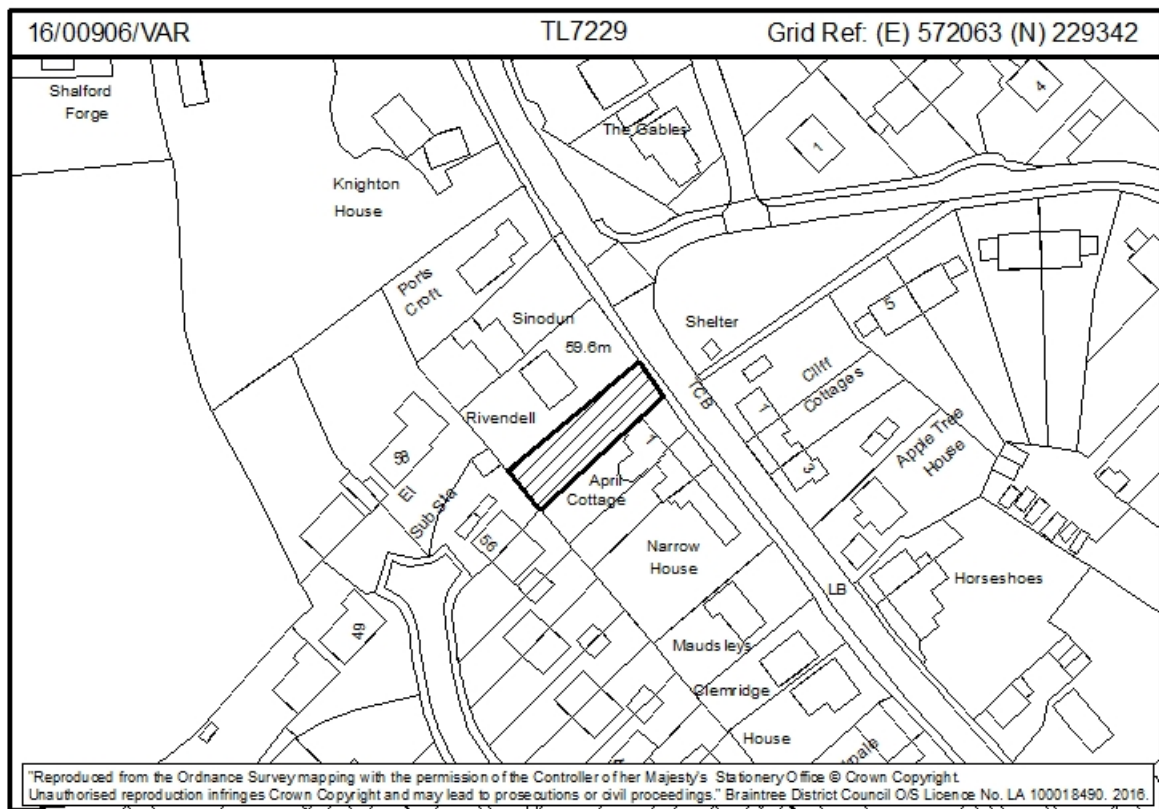 16/00906/VAR TL7229 Grid Ref: (E) 572063 (N) 229342
Shalford
Forge
The Gables
4
1
Knighton
House
Ports
Croft
Sinodun
59.6m
Shelter
5
Cliff
Cottages
TCB
1
3
Rivendell
58
El
Sub Sta
56
1
April
Cottage
Apple Tree
House
Narrow
House
LB
Horseshoes
49
Maudsleys
Clemridge
House
"Reproduced from the Ordnance Survey mapping with the permission of the Controller of her Majesty's Stationery Office © Crown Copyright.
Unauthorised reproduction infringes Crown Copyright and may lead to prosecutions or civil proceedings." Braintree District Council O/S Licence No. LA 100018490. 2016.